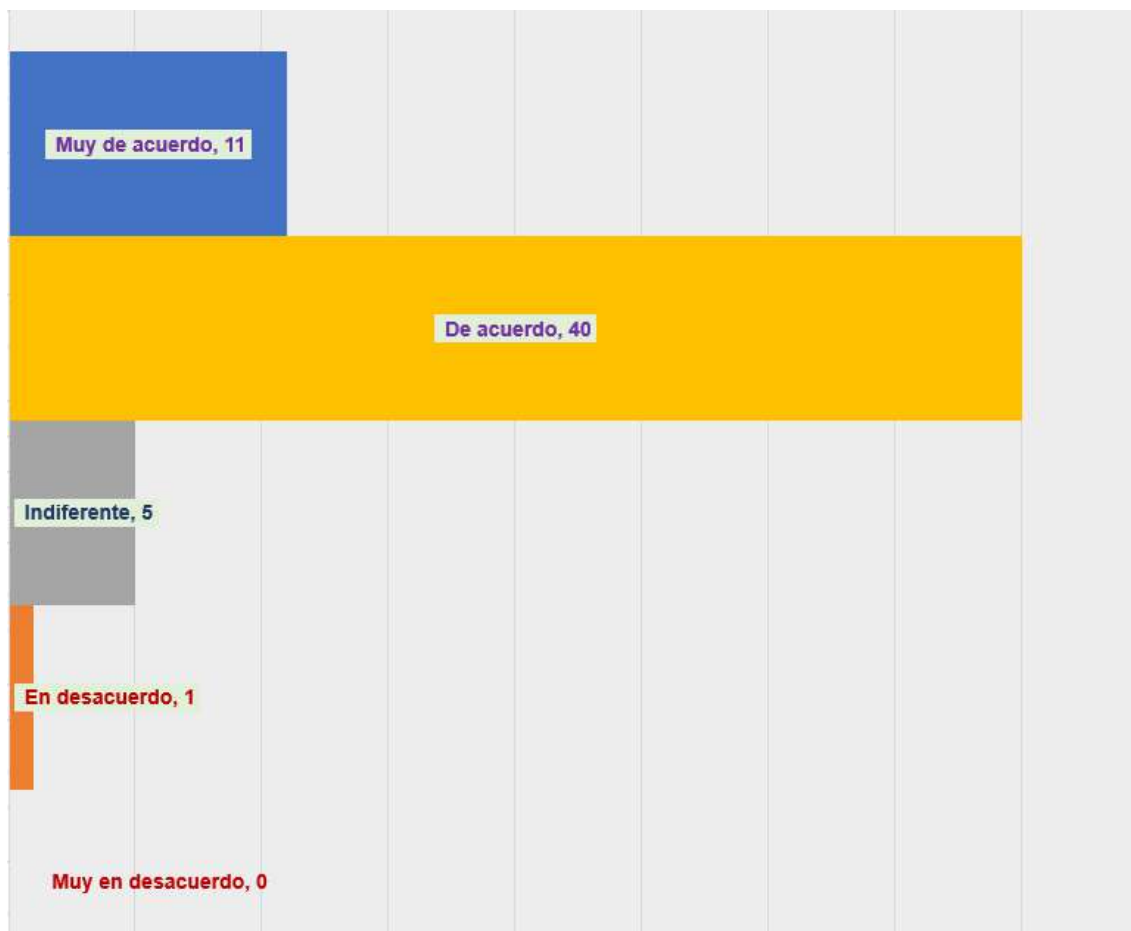 Muy de acuerdo, 11
De acuerdo, 40
Indiferente, 5
En desacuerdo, 1
Muy en desacuerdo, 0